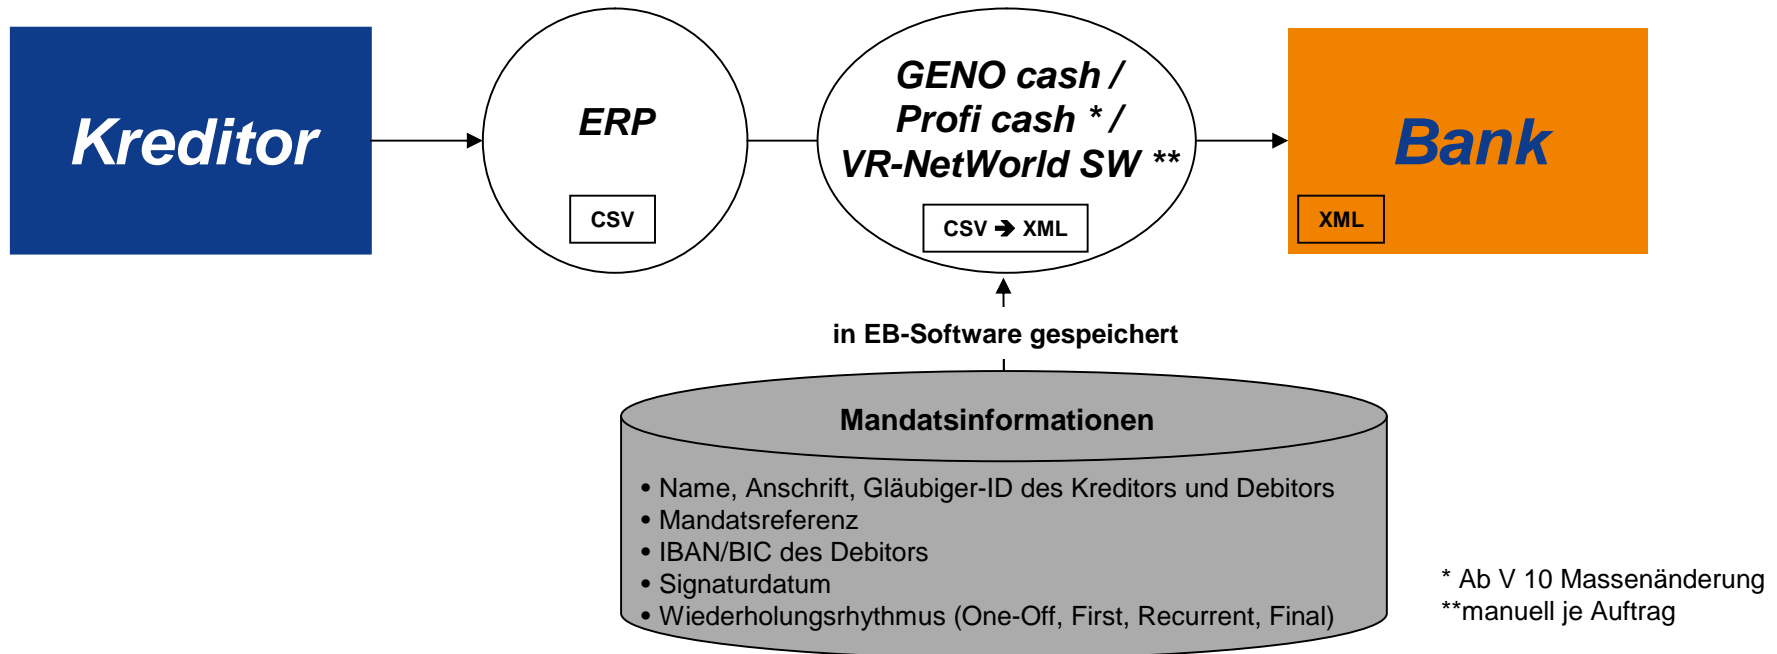 Kreditor
ERP
CSV
GENO cash /
Profi cash * /
VR-NetWorld SW **
CSV ➔ XML
Bank
XML
in EB-Software gespeichert
Mandatsinformationen
• Name, Anschrift, Gläubiger-ID des Kreditors und Debitors
• Mandatsreferenz
• IBAN/BIC des Debitors
• Signaturdatum
• Wiederholungsrhythmus (One-Off, First, Recurrent, Final)
* Ab V 10 Massenänderung
**manuell je Auftrag